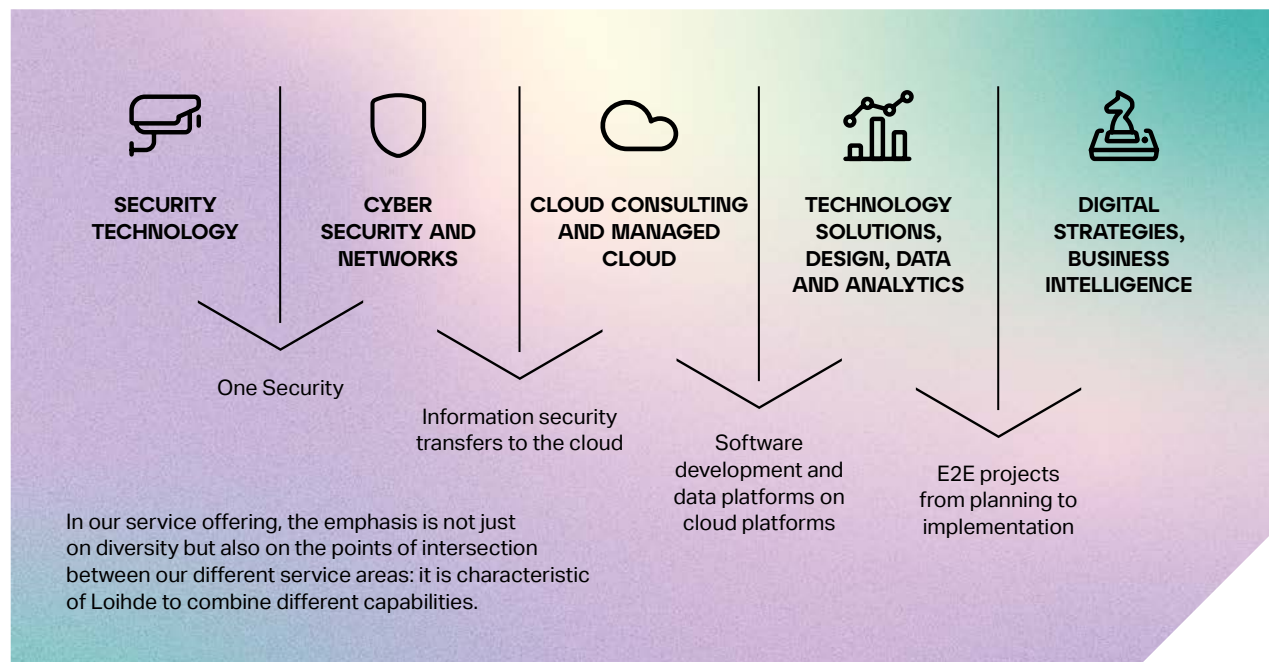 SECURITY
TECHNOLOGY
CYBER
SECURITY AND
NETWORKS
CLOUD CONSULTING
AND MANAGED
CLOUD
TECHNOLOGY
SOLUTIONS,
DESIGN, DATA
AND ANALYTICS
DIGITAL
STRATEGIES,
BUSINESS
INTELLIGENCE
One Security
Information security
transfers to the cloud
Software
development and
data platforms on
cloud platforms
E2E projects
from planning to
implementation
In our service offering, the emphasis is not just
on diversity but also on the points of intersection
between our different service areas: it is characteristic
of Loihde to combine different capabilities.